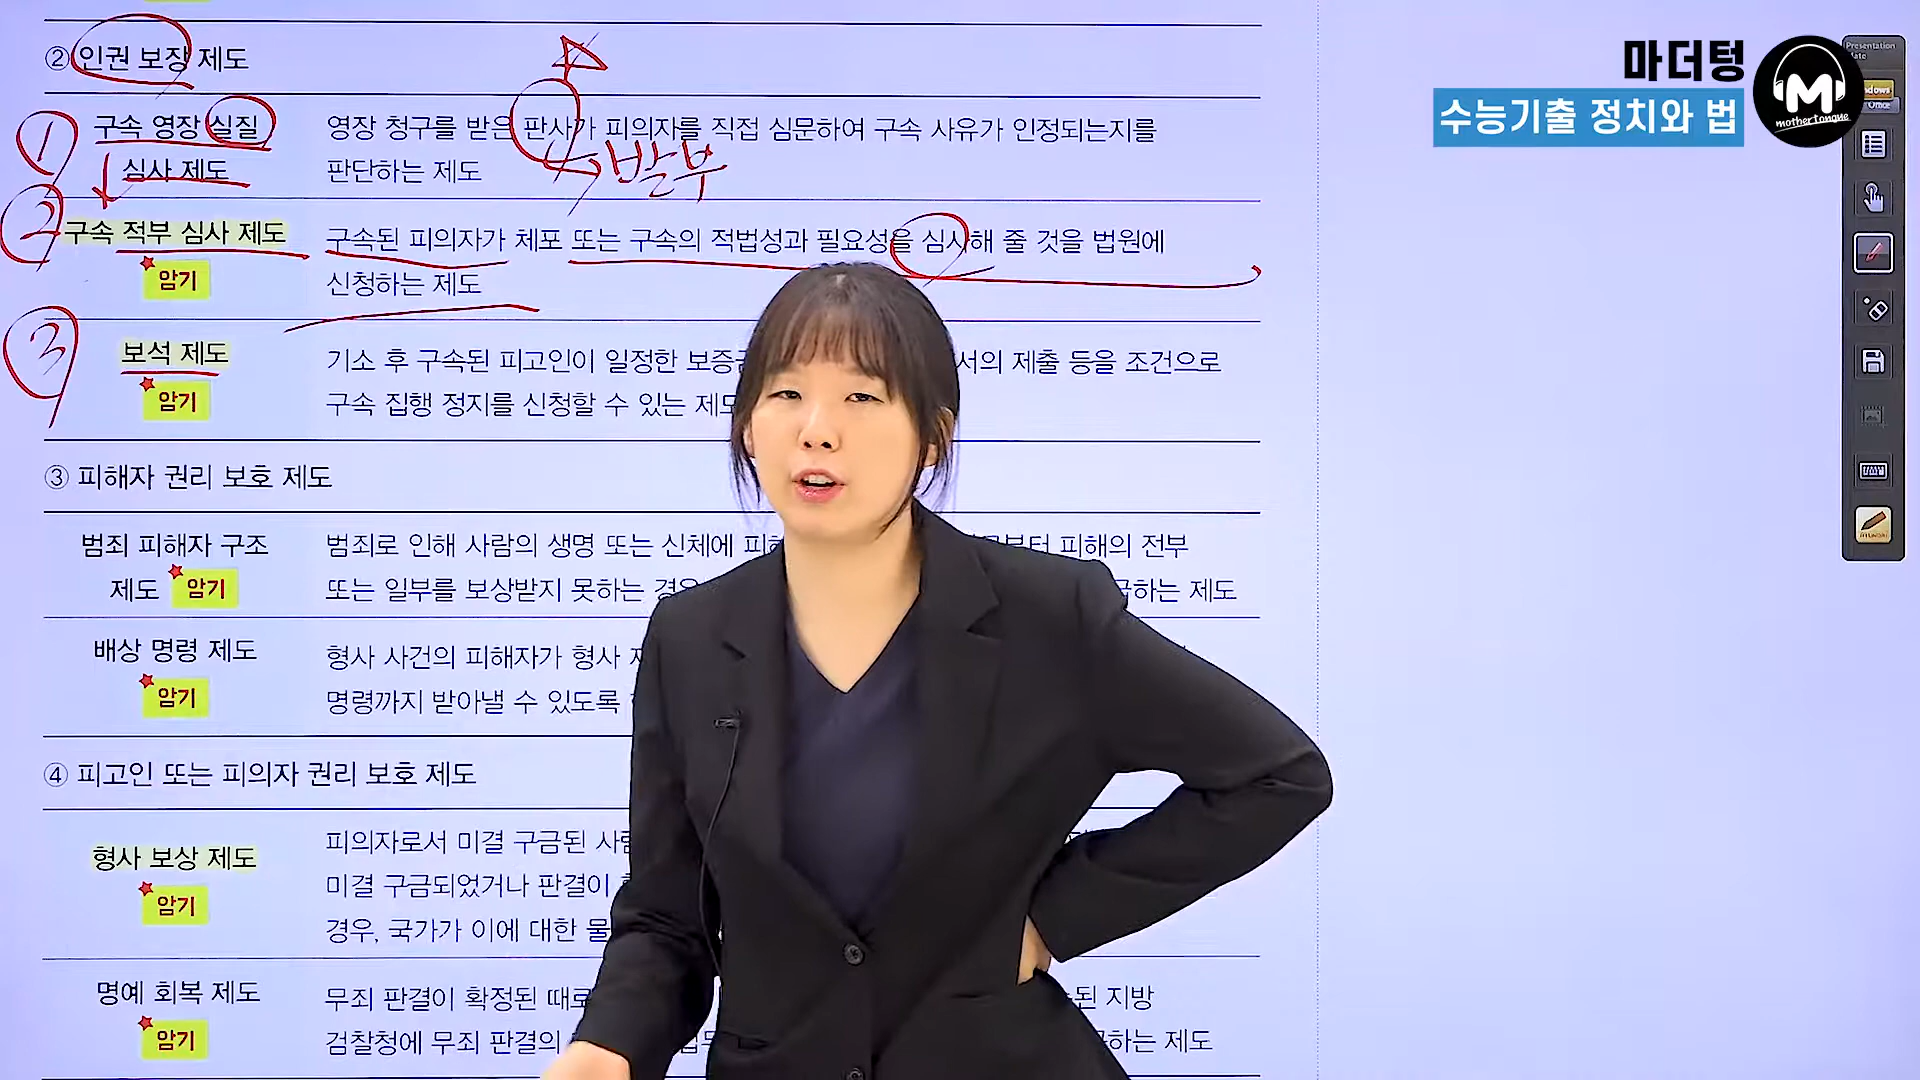 ② 인권 보장 제도
구속 영장 실질
심사 제도
영장 청구를 받은 판사가 피의자를 직접 심문하여 구속 사유가 인정되는지를
판단하는 제도
발부
①
②
③
구속 적부 심사 제도
암기
구속된 피의자가 체포 또는 구속의 적법성과 필요성을 심사해 줄 것을 법원에
신청하는 제도
보석 제도
암기
기소 후 구속된 피고인이 일정한 보증금 서의 제출 등을 조건으로
구속 집행 정지를 신청할 수 있는 제도
③ 피해자 권리 보호 제도
범죄 피해자 구조
제도 암기
범죄로 인해 사람의 생명 또는 신체에 피해 피해의 전부
또는 일부를 보상받지 못하는 경우 하는 제도
배상 명령 제도
암기
형사 사건의 피해자가 형사
명령까지 받아낼 수 있도록
④ 피고인 또는 피의자 권리 보호 제도
형사 보상 제도
암기
피의자로서 미결 구금된
미결 구금되었거나 판결이
경우, 국가가 이에 대한 물
명예 회복 제도
암기
무죄 판결이 확정된 때로 된 지방
검찰청에 무죄 판결의 하는 제도
마더텅
수능기출 정치와 법
M
mothertongue